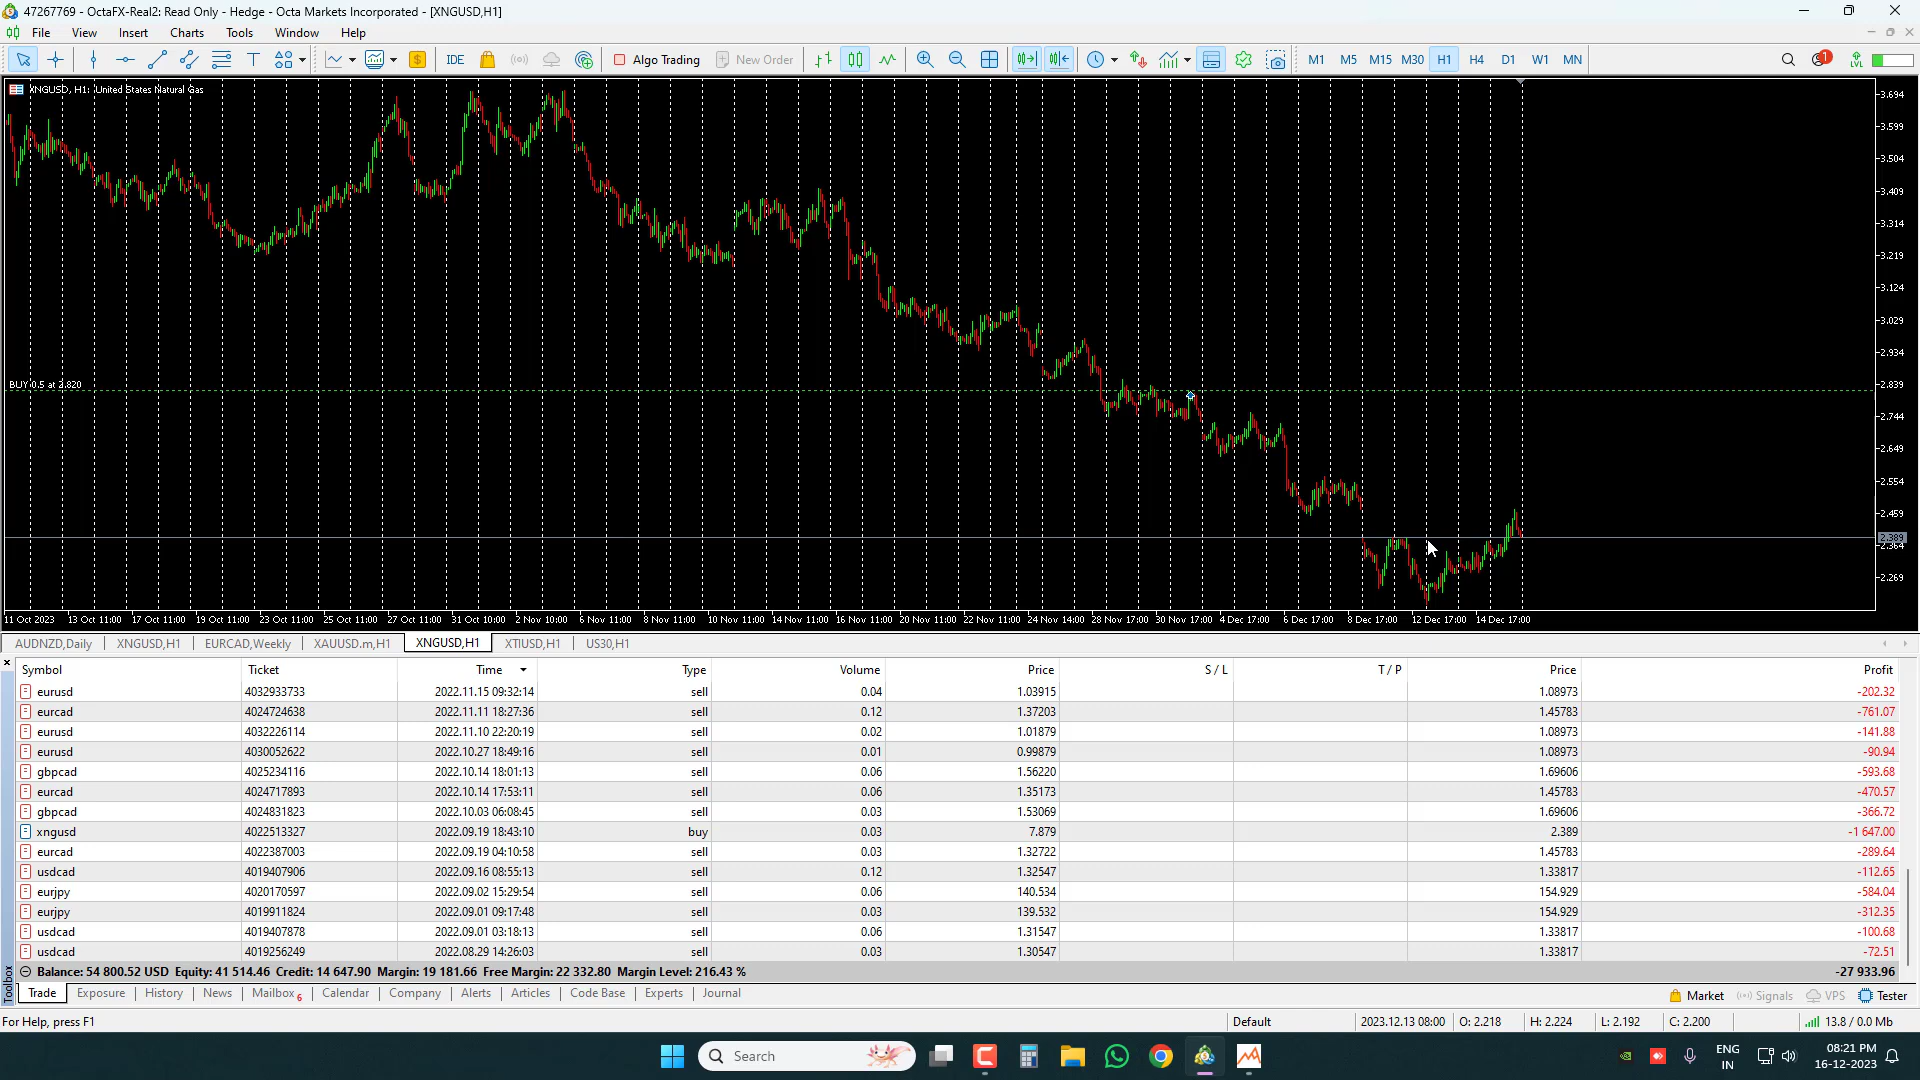 47267769 - OctaFX-Real2: Read Only - Hedge - Octa Markets Incorporated - [XNGUSD,H1]
File View Insert Charts Tools Window Help
IDE Algo Trading New Order M1 M5 M15 M30 H1 H4 D1 W1 MN 1 LVL
XNGUSD, H1: United States Natural Gas
3.694
3.599
3.504
3.409
3.314
3.219
3.124
3.029
2.934
BUY 0.5 at 2.820
2.839
2.744
2.649
2.554
2.459
2.389
2.364
2.269
11 Oct 2023 13 Oct 11:00 17 Oct 11:00 19 Oct 11:00 23 Oct 11:00 25 Oct 11:00 27 Oct 11:00 31 Oct 10:00 2 Nov 10:00 6 Nov 11:00 8 Nov 11:00 10 Nov 11:00 14 Nov 11:00 16 Nov 11:00 20 Nov 11:00 22 Nov 11:00 24 Nov 14:00 28 Nov 17:00 30 Nov 17:00 4 Dec 17:00 6 Dec 17:00 8 Dec 17:00 12 Dec 17:00 14 Dec 17:00
AUDNZD,Daily XNGUSD,H1 EURCAD,Weekly XAUUSD.m,H1 XNGUSD,H1 XTIUSD,H1 US30,H1
Symbol Ticket Time Type Volume Price S / L T / P Price Profit
eurusd 4032933733 2022.11.15 09:32:14 sell 0.04 1.03915 1.08973 -202.32
eurcad 4024724638 2022.11.11 18:27:36 sell 0.12 1.37203 1.45783 -761.07
eurusd 4032226114 2022.11.10 22:20:19 sell 0.02 1.01879 1.08973 -141.88
eurusd 4030052622 2022.10.27 18:49:16 sell 0.01 0.99879 1.08973 -90.94
gbpcad 4025234116 2022.10.14 18:01:13 sell 0.06 1.56220 1.69606 -593.68
eurcad 4024717893 2022.10.14 17:53:11 sell 0.06 1.35173 1.45783 -470.57
gbpcad 4024831823 2022.10.03 06:08:45 sell 0.03 1.53069 1.69606 -366.72
xngusd 4022513327 2022.09.19 18:43:10 buy 0.03 7.879 2.389 -1 647.00
eurcad 4022387003 2022.09.19 04:10:58 sell 0.03 1.32722 1.45783 -289.64
usdcad 4019407906 2022.09.16 08:55:13 sell 0.12 1.32547 1.33817 -112.65
eurjpy 4020170597 2022.09.02 15:29:54 sell 0.06 140.534 154.929 -584.04
eurjpy 4019911824 2022.09.01 09:17:48 sell 0.03 139.532 154.929 -312.35
usdcad 4019407878 2022.09.01 03:18:13 sell 0.06 1.31547 1.33817 -100.68
usdcad 4019256249 2022.08.29 14:26:03 sell 0.03 1.30547 1.33817 -72.51
Balance: 54 800.52 USD Equity: 41 514.46 Credit: 14 647.90 Margin: 19 181.66 Free Margin: 22 332.80 Margin Level: 216.43 % -27 933.96
Toolbox
Trade Exposure History News Mailbox 6 Calendar Company Alerts Articles Code Base Experts Journal Market Signals VPS Tester
For Help, press F1 Default 2023.12.13 08:00 O: 2.218 H: 2.224 L: 2.192 C: 2.200 13.8 / 0.0 Mb
Search ENG IN 08:21 PM 16-12-2023